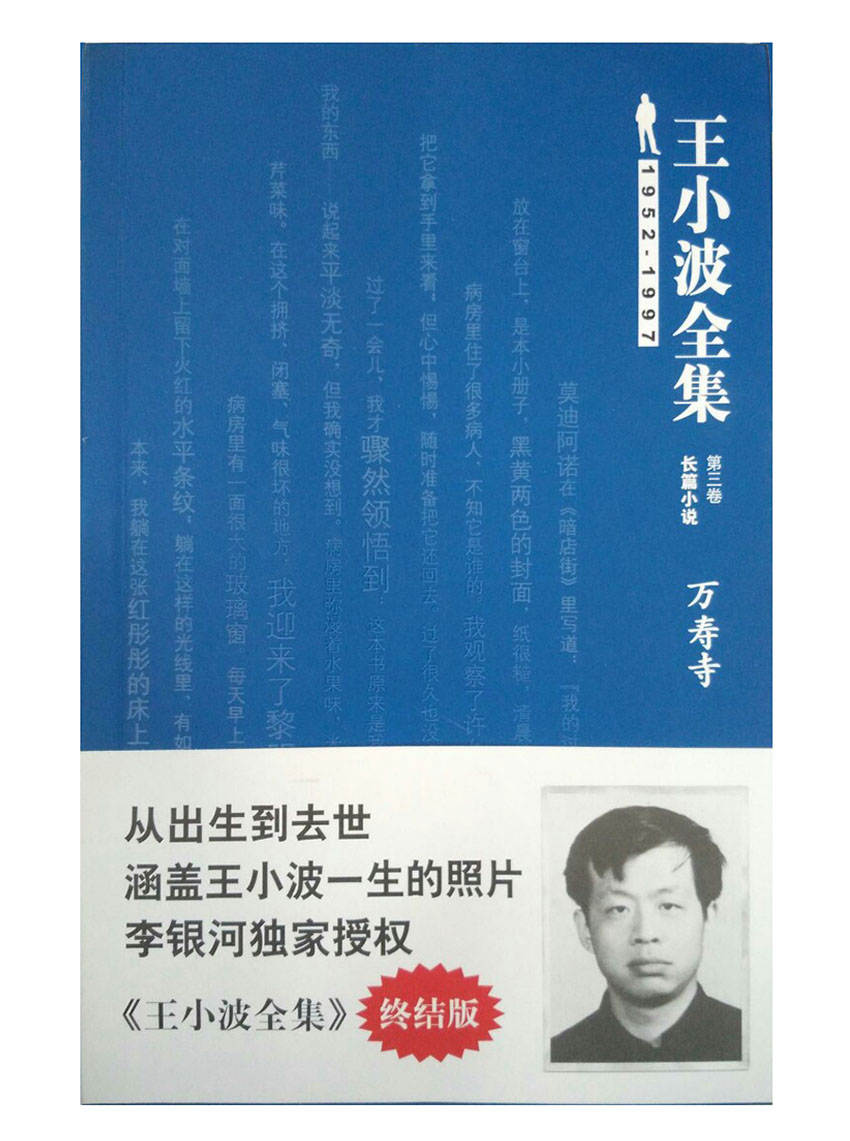 王小波全集
1952-1997
第三卷
长篇小说
万寿寺
莫迪阿诺在《暗店街》里写道:“我的
放在窗台上,是本小册子,黑黄两色的封面,纸很糙,清晨
病房里住了很多病人,不知它是谁的。我观察了许
把它拿到手里来看,但心中惕惕,随时准备把它还回去。过了很久也没
过了一会儿,我才骤然领悟到:这本书原来是
我的东西……说起来平淡无奇,但我确实没想到。病房里弥漫着水果味、
芹菜味。在这个拥挤、闭塞、气味很坏的地方,我迎来了黎
病房里有一面很大的玻璃窗。每天早上
在对面墙上留下火红的水平条纹;躺在这样的光线里,有如
本来,我躺在这张红彤彤的床上
从出生到去世
涵盖王小波一生的照片
李银河独家授权
《王小波全集》 终结版